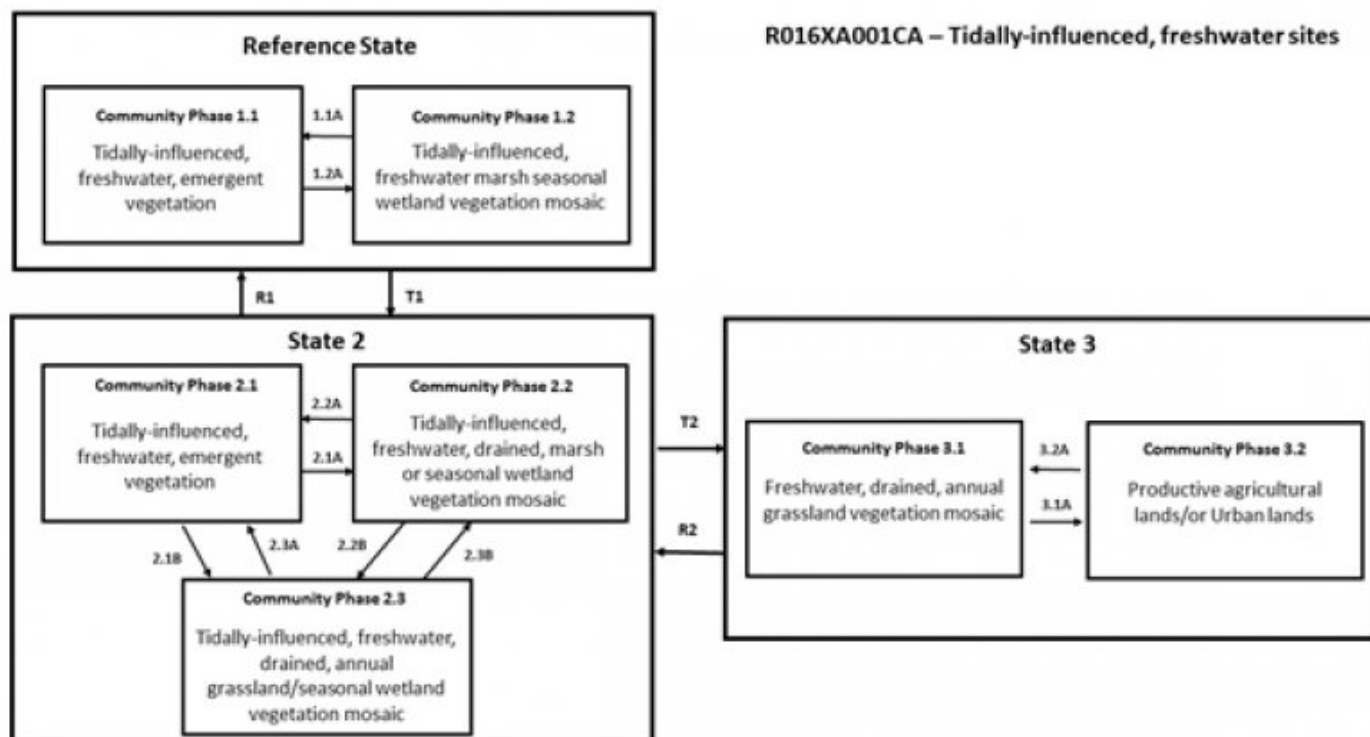 Reference State
R016XA001CA – Tidally-influenced, freshwater sites
Community Phase 1.1
Tidally-influenced,
freshwater, emergent
vegetation
1.1A
1.2A
Community Phase 1.2
Tidally-influenced,
freshwater marsh seasonal
wetland vegetation mosaic
R1
T1
State 2
Community Phase 2.1
Tidally-influenced,
freshwater, emergent
vegetation
2.2A
2.1A
Community Phase 2.2
Tidally-influenced,
freshwater, drained, marsh
or seasonal wetland
vegetation mosaic
2.1B
2.3A
2.2B
2.3B
Community Phase 2.3
Tidally-influenced, freshwater,
drained, annual
grassland/seasonal wetland
vegetation mosaic
T2
R2
State 3
Community Phase 3.1
Freshwater, drained, annual
grassland vegetation mosaic
3.2A
3.1A
Community Phase 3.2
Productive agricultural
lands/or Urban lands